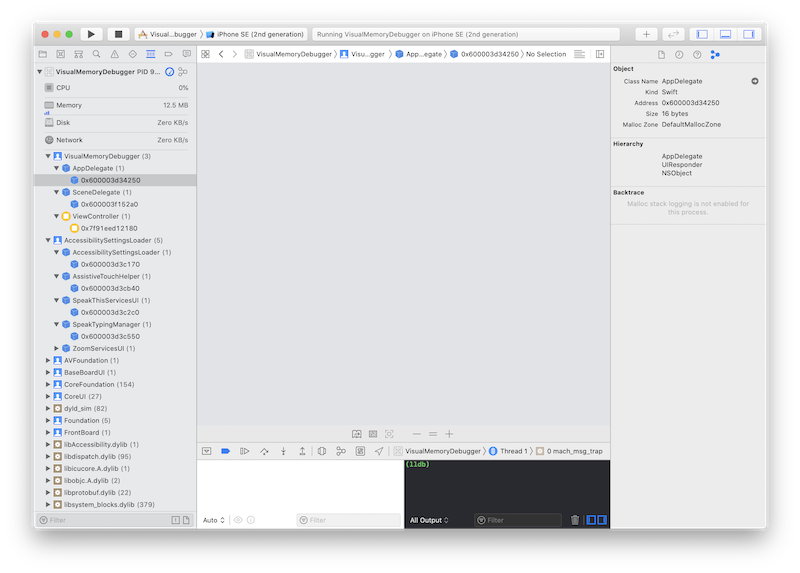 Visual...bugger 〉 iPhone SE (2nd generation)
Running VisualMemoryDebugger on iPhone SE (2nd generation)
VisualMemoryDebugger 〉 Visu...gger 〉 App...egate 〉 0x600003d34250 〉 No Selection
VisualMemoryDebugger PID 9...
CPU 0%
Memory 12.5 MB
Disk Zero KB/s
Network Zero KB/s
VisualMemoryDebugger (3)
AppDelegate (1)
0x600003d34250
SceneDelegate (1)
0x600003f152a0
ViewController (1)
0x7f91eed12180
AccessibilitySettingsLoader (5)
AccessibilitySettingsLoader (1)
0x600003d3c170
AssistiveTouchHelper (1)
0x600003d3cb40
SpeakThisServicesUI (1)
0x600003d3c2c0
SpeakTypingManager (1)
0x600003d3c550
ZoomServicesUI (1)
AVFoundation (1)
BaseBoardUI (1)
CoreFoundation (154)
CoreUI (27)
dyld_sim (82)
Foundation (5)
FrontBoard (1)
libAccessibility.dylib (1)
libdispatch.dylib (95)
libicucore.A.dylib (1)
libobjc.A.dylib (2)
libprotobuf.dylib (22)
libsystem_blocks.dylib (379)
Filter
VisualMemoryDebugger 〉 Thread 1 〉 0 mach_msg_trap
(lldb)
Auto
Filter
All Output
Filter
Object
Class Name AppDelegate
Kind Swift
Address 0x600003d34250
Size 16 bytes
Malloc Zone DefaultMallocZone
Hierarchy
AppDelegate
UIResponder
NSObject
Backtrace
Malloc stack logging is not enabled for
this process.